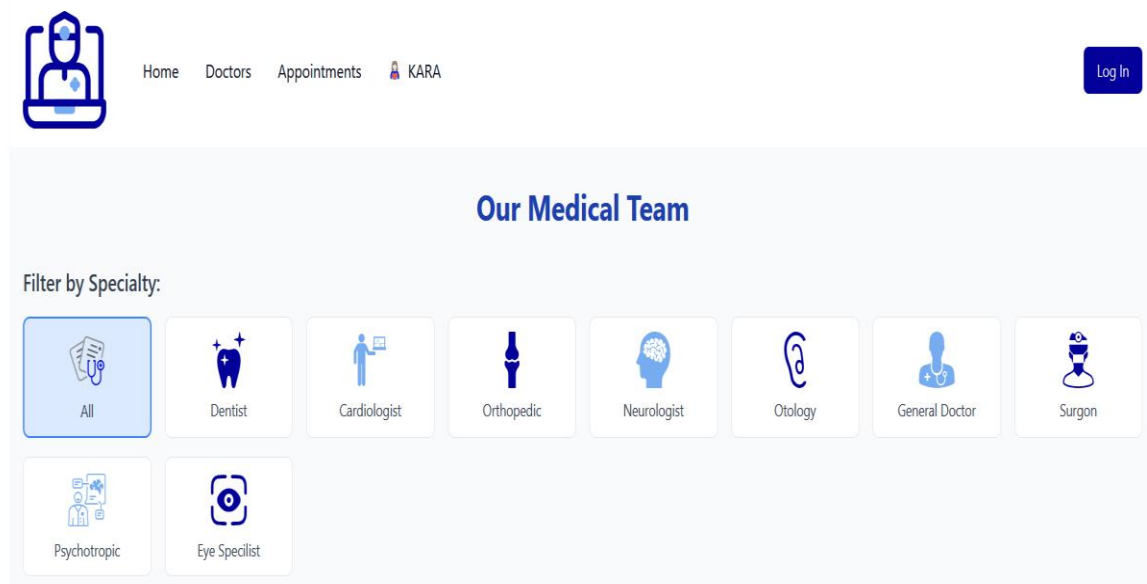 Home Doctors Appointments KARA Log In
Our Medical Team
Filter by Specialty:
All Dentist Cardiologist Orthopedic Neurologist Otology General Doctor Surgon
Psychotropic Eye Specilist